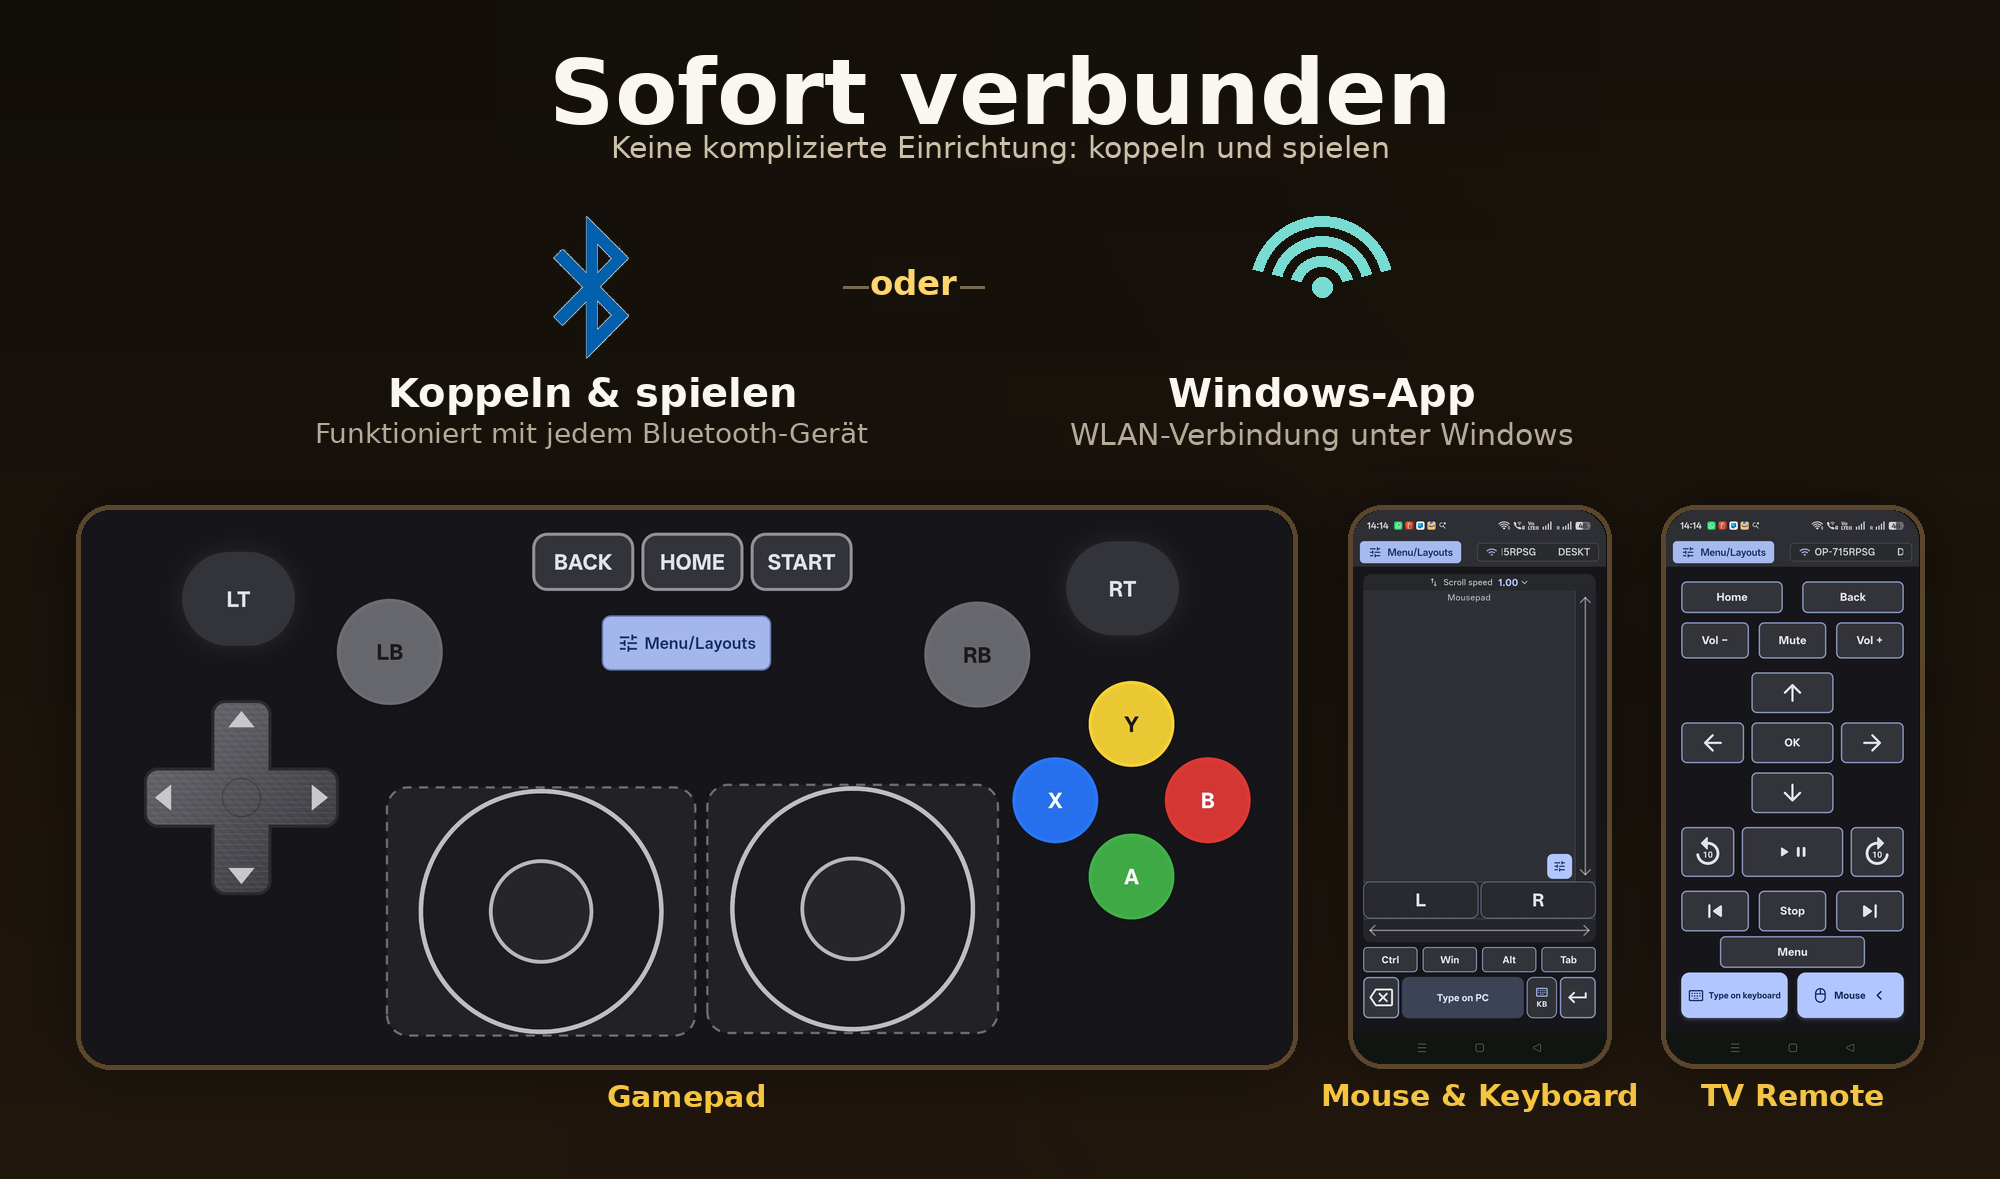 Sofort verbunden
Keine komplizierte Einrichtung: koppeln und spielen
oder
Koppeln & spielen
Funktioniert mit jedem Bluetooth-Gerät
Windows-App
WLAN-Verbindung unter Windows
LT
LB
BACK
HOME
START
Menu/Layouts
RT
RB
Y
X
B
A
Gamepad
14:14
Menu/Layouts
I5RPSG DESKT
Scroll speed 1.00
Mousepad
L
R
Ctrl
Win
Alt
Tab
Type on PC
KB
Mouse & Keyboard
14:14
Menu/Layouts
OP-715RPSG D
Home
Back
Vol −
Mute
Vol +
OK
10
10
Stop
Menu
Type on keyboard
Mouse
TV Remote